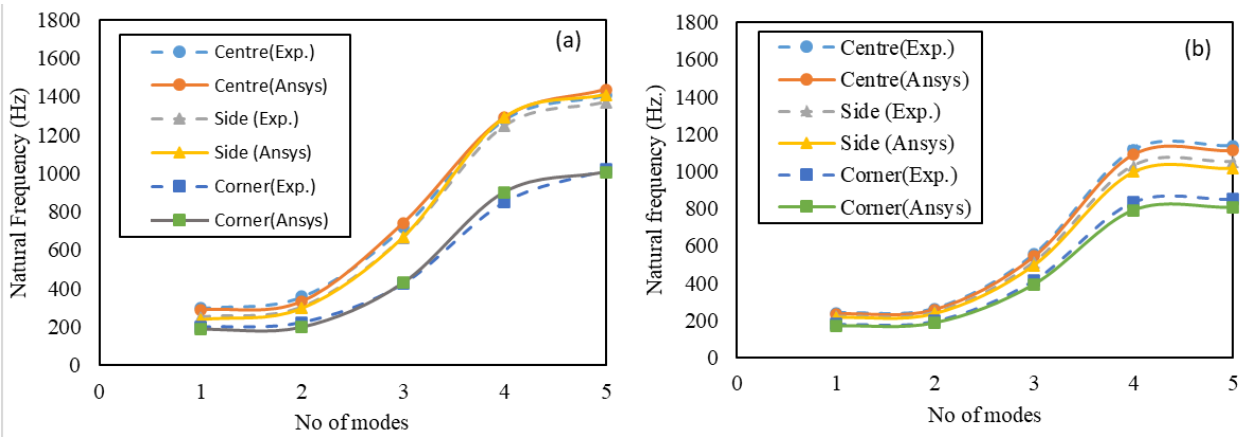 (a)
Natural Frequency (Hz)
1800
1600
1400
1200
1000
800
600
400
200
0
Centre(Exp.)
Centre(Ansys)
Side (Exp.)
Side (Ansys)
Corner(Exp.)
Corner(Ansys)
0 1 2 3 4 5
No of modes
(b)
Natural frequency (Hz.)
1800
1600
1400
1200
1000
800
600
400
200
0
Centre(Exp.)
Centre(Ansys)
Side (Exp.)
Side (Ansys)
Corner(Exp.)
Corner(Ansys)
0 1 2 3 4 5
No of modes